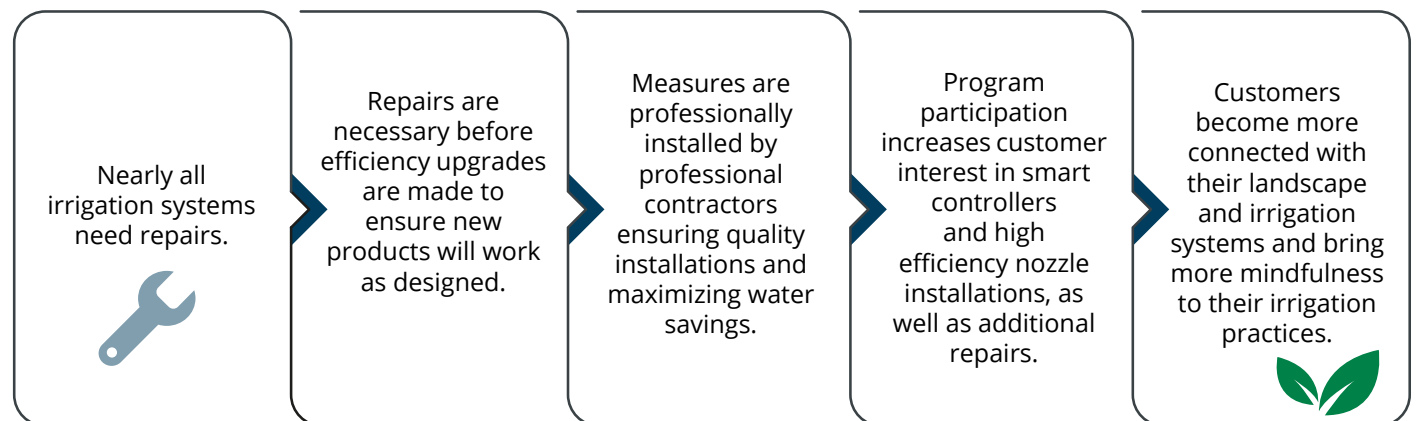 Nearly all
irrigation systems
need repairs.
Repairs are
necessary before
efficiency upgrades
are made to
ensure new
products will work
as designed.
Measures are
professionally
installed by
professional
contractors
ensuring quality
installations and
maximizing water
savings.
Program
participation
increases customer
interest in smart
controllers
and high
efficiency nozzle
installations, as
well as additional
repairs.
Customers
become more
connected with
their landscape
and irrigation
systems and bring
more mindfulness
to their irrigation
practices.